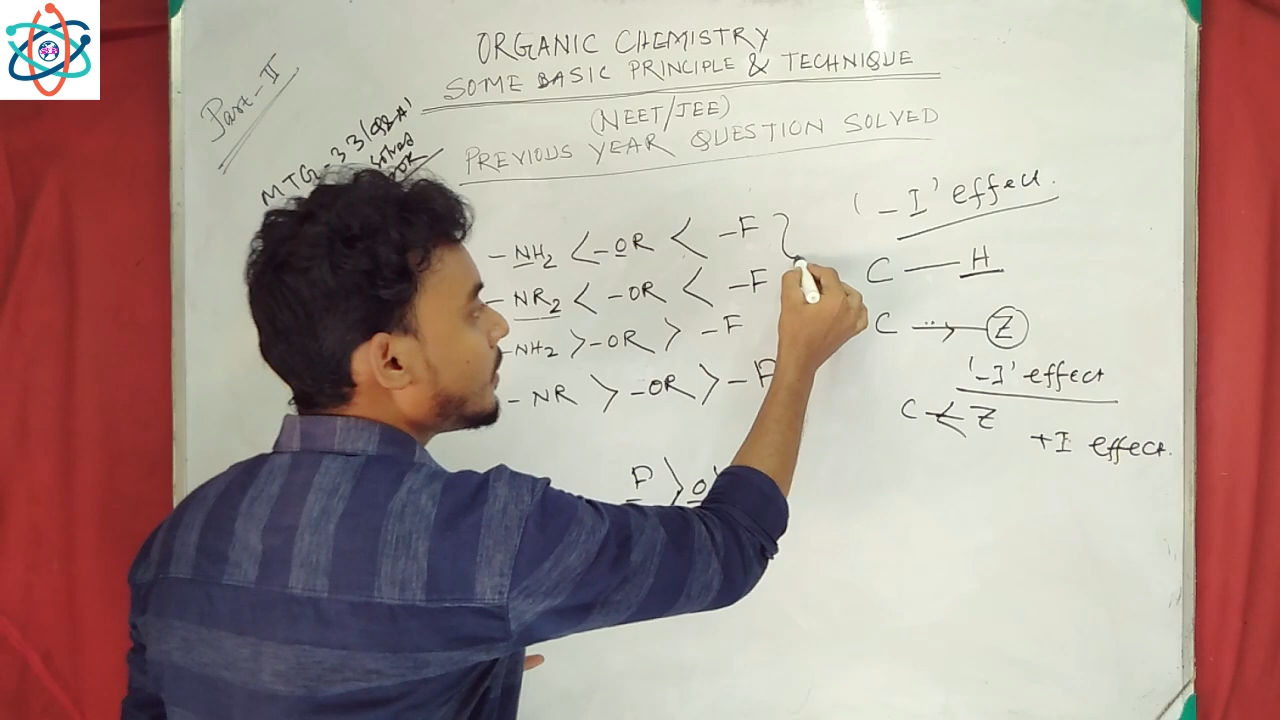 ORGANIC CHEMISTRY
SOME BASIC PRINCIPLE & TECHNIQUE
(NEET/JEE)
PREVIOUS YEAR QUESTION SOLVED
Part-II
MTG-33
solved
- NH₂ < -OR < -F
- NR₂ < -OR < -F
- NH₂ > -OR > -F
- NR > -OR > - F
F > O
'-I' effect.
C — H
C → Z
'-I' effect
C ← Z
+I effect.